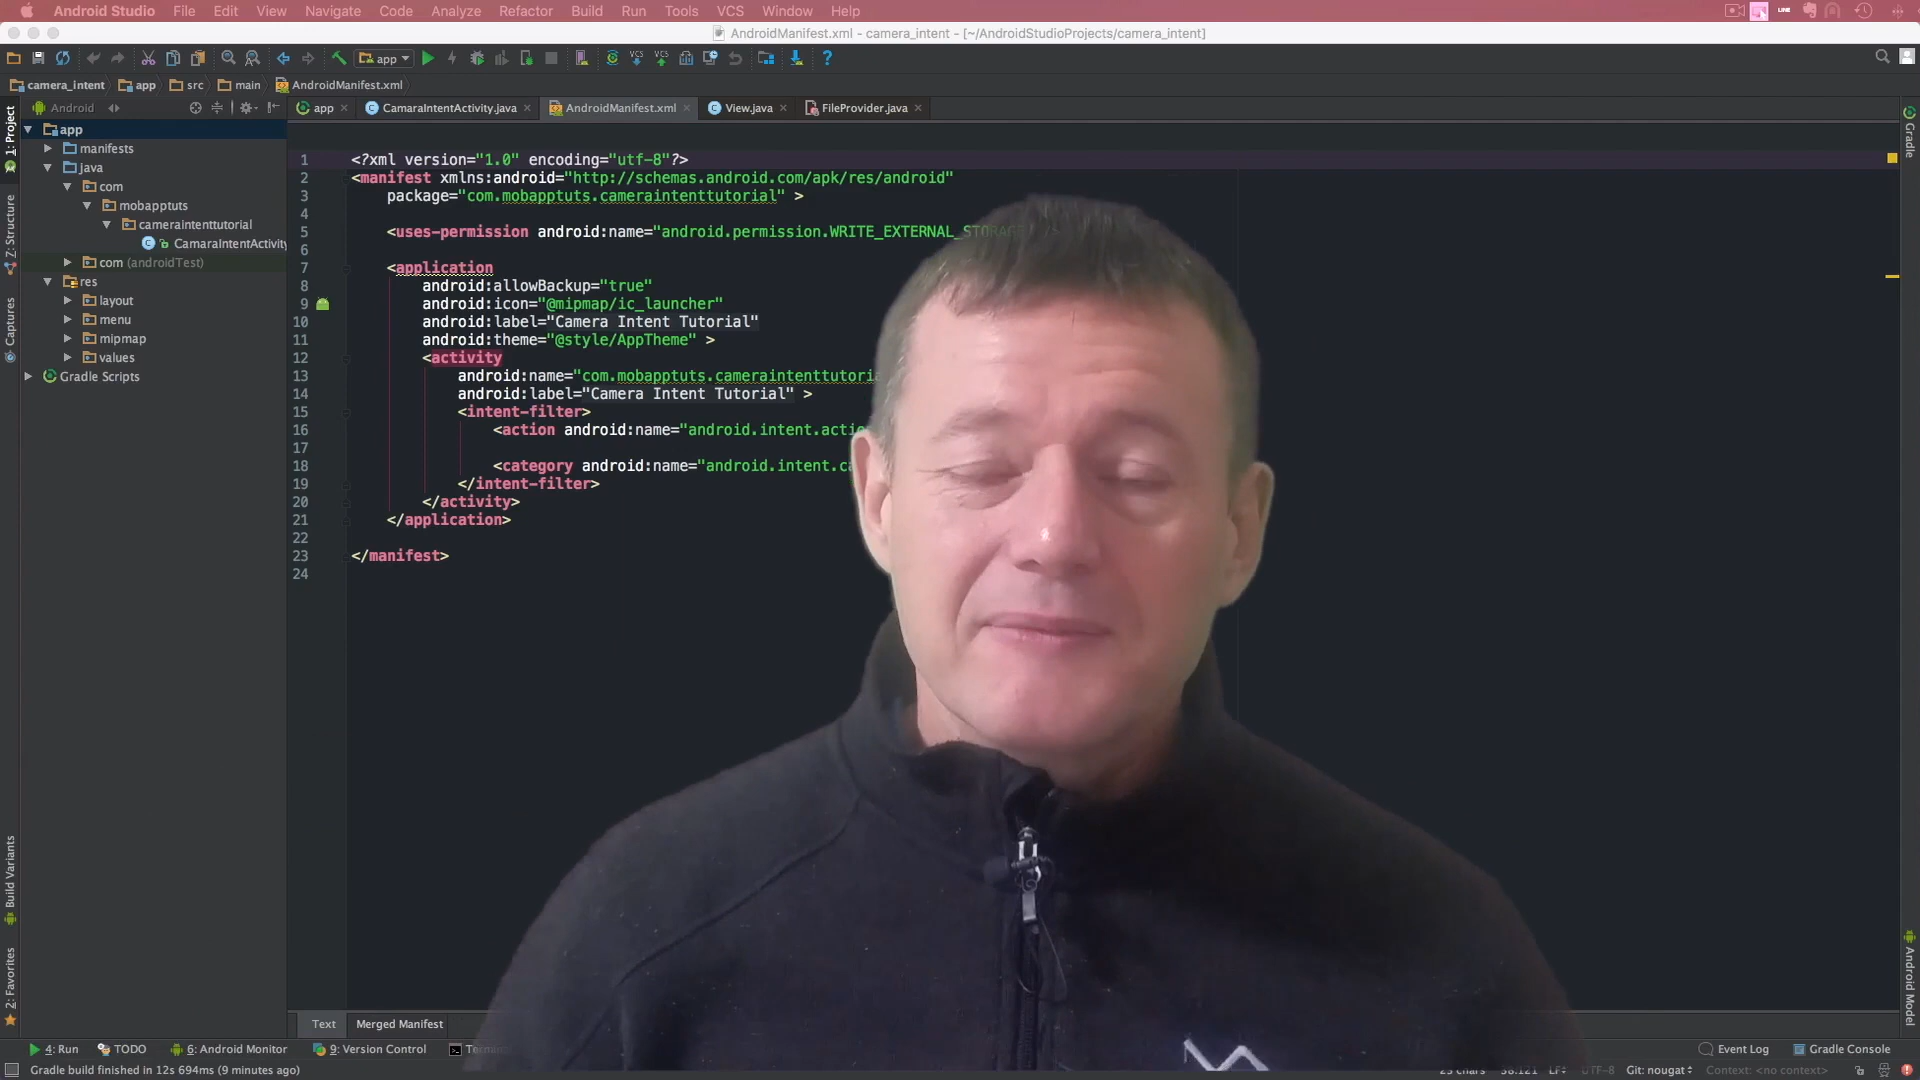 Android Studio File Edit View Navigate Code Analyze Refactor Build Run Tools VCS Window Help
AndroidManifest.xml - camera_intent - [~/AndroidStudioProjects/camera_intent]
app
camera_intent app src main AndroidManifest.xml
Android
app CamaraIntentActivity.java AndroidManifest.xml View.java FileProvider.java
1: Project
Z: Structure
Captures
Build Variants
2: Favorites
Gradle
Android Model
app
manifests
java
com
mobapptuts
cameraintenttutorial
CamaraIntentActivity
com (androidTest)
res
layout
menu
mipmap
values
Gradle Scripts
1 <?xml version="1.0" encoding="utf-8"?>
2 <manifest xmlns:android="http://schemas.android.com/apk/res/android"
3 package="com.mobapptuts.cameraintenttutorial" >
4
5 <uses-permission android:name="android.permission.WRITE_EXTERNAL_STORAGE" />
6
7 <application
8 android:allowBackup="true"
9 android:icon="@mipmap/ic_launcher"
10 android:label="Camera Intent Tutorial"
11 android:theme="@style/AppTheme" >
12 <activity
13 android:name="com.mobapptuts.cameraintenttutoria
14 android:label="Camera Intent Tutorial" >
15 <intent-filter>
16 <action android:name="android.intent.actio
17
18 <category android:name="android.intent.ca
19 </intent-filter>
20 </activity>
21 </application>
22
23 </manifest>
24
Text Merged Manifest
4: Run TODO 6: Android Monitor 9: Version Control Event Log Gradle Console
Gradle build finished in 12s 694ms (9 minutes ago) UTF-8 Git: nougat Context: <no context>